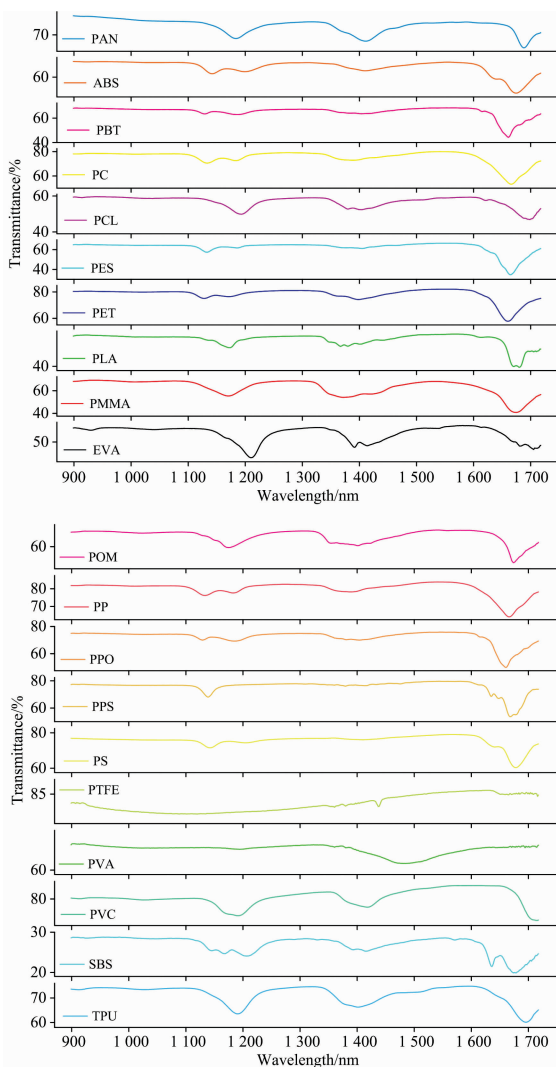 70
PAN
60
ABS
60
PBT
40
80
PC
60
60
PCL
40
60
PES
40
80
PET
60
PLA
40
60
PMMA
40
50
EVA
Transmittance/%
900 1 000 1 100 1 200 1 300 1 400 1 500 1 600 1 700
Wavelength/nm
60
POM
80
PP
70
80
PPO
60
80
PPS
60
80
PS
60
85
PTFE
60
PVA
80
PVC
30
SBS
20
70
TPU
60
Transmittance/%
900 1 000 1 100 1 200 1 300 1 400 1 500 1 600 1 700
Wavelength/nm